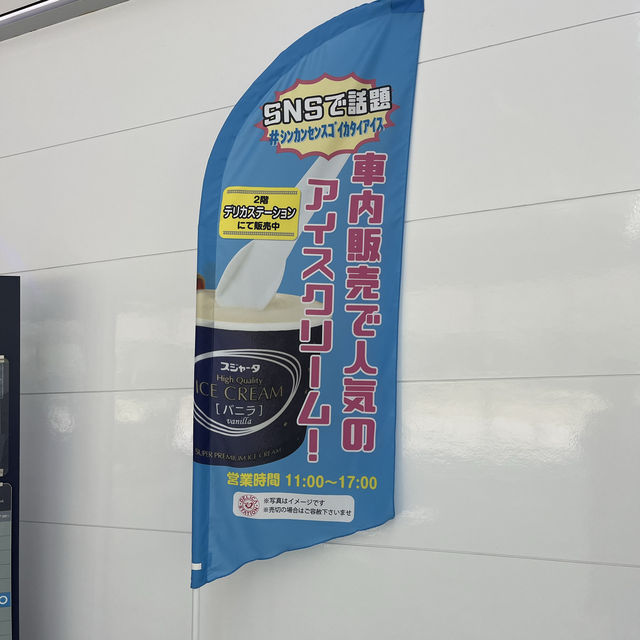 SNSで話題
#シンカンセンスゴイカタイアイス
車内販売で人気の
アイスクリーム!
2階
デリカステーション
にて販売中
スジャータ
High Quality
ICE CREAM
[バニラ]
vanilla
SUPER PREMIUM ICE CREAM
営業時間 11:00〜17:00
DELICA STATION
※写真はイメージです
※売切の場合はご容赦下さいませ